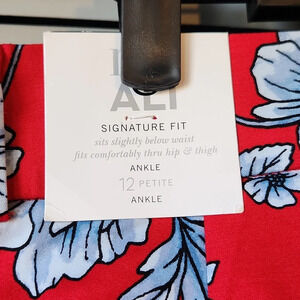 ALI
SIGNATURE FIT
sits slightly below waist
fits comfortably thru hip & thigh
ANKLE
12 PETITE
ANKLE